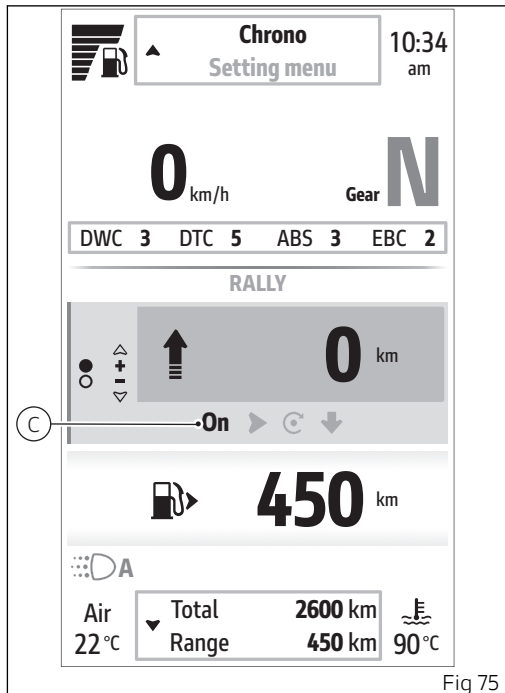 Chrono
Setting menu
10:34
am
0 km/h
Gear N
DWC 3 DTC 5 ABS 3 EBC 2
RALLY
+
-
0 km
C
On
450 km
A
Air
22 °C
Total 2600 km
Range 450 km
90 °C
Fig 75